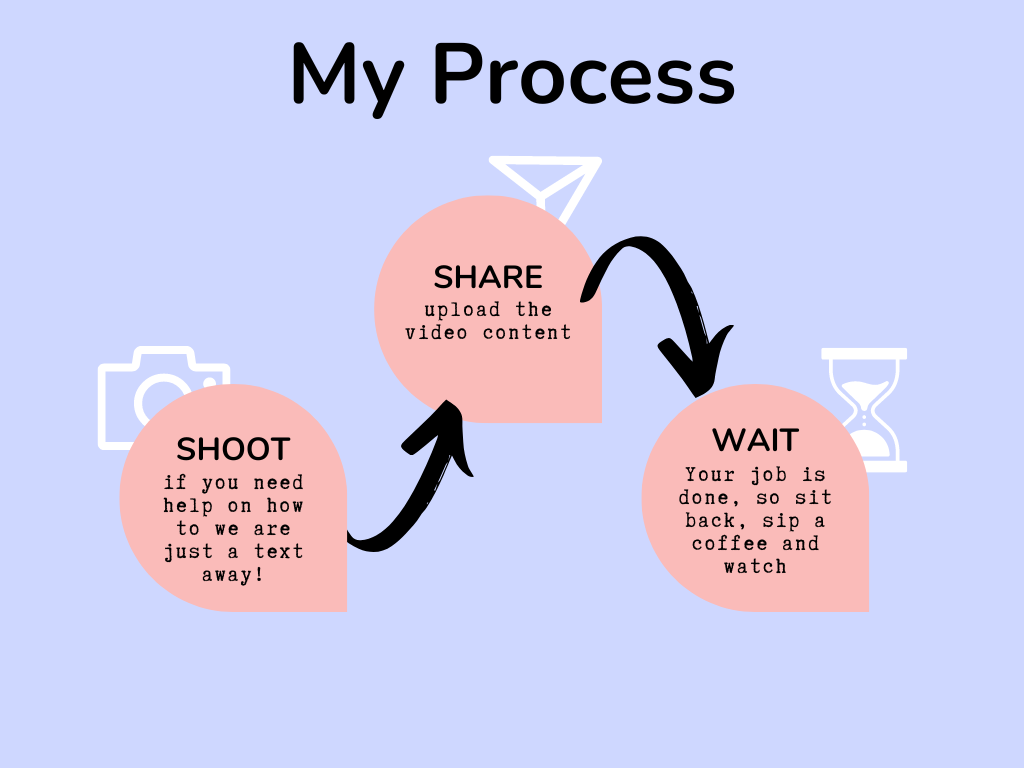 My Process
SHOOT
if you need
help on how
to we are
just a text
away!
SHARE
upload the
video content
WAIT
Your job is
done, so sit
back, sip a
coffee and
watch